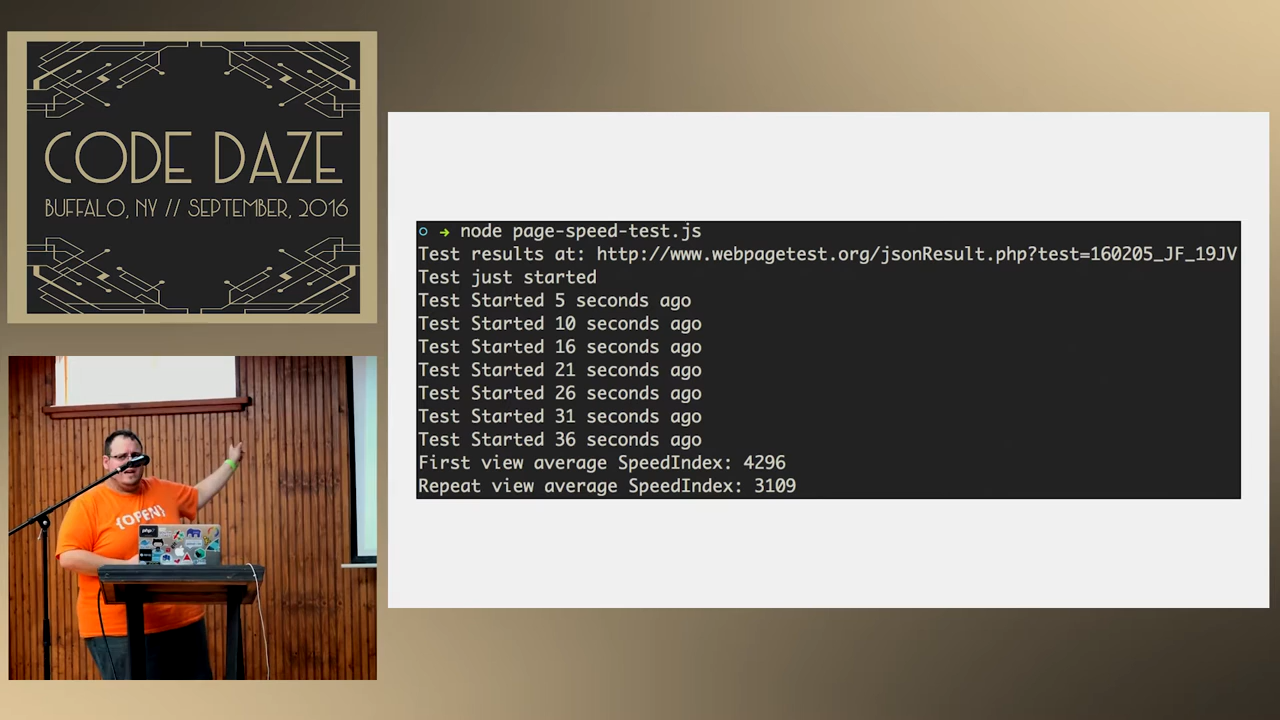 CODE DAZE
BUFFALO, NY // SEPTEMBER, 2016
node page-speed-test.js
Test results at: http://www.webpagetest.org/jsonResult.php?test=160205_JF_19JV
Test just started
Test Started 5 seconds ago
Test Started 10 seconds ago
Test Started 16 seconds ago
Test Started 21 seconds ago
Test Started 26 seconds ago
Test Started 31 seconds ago
Test Started 36 seconds ago
First view average SpeedIndex: 4296
Repeat view average SpeedIndex: 3109
{OPEN}
php